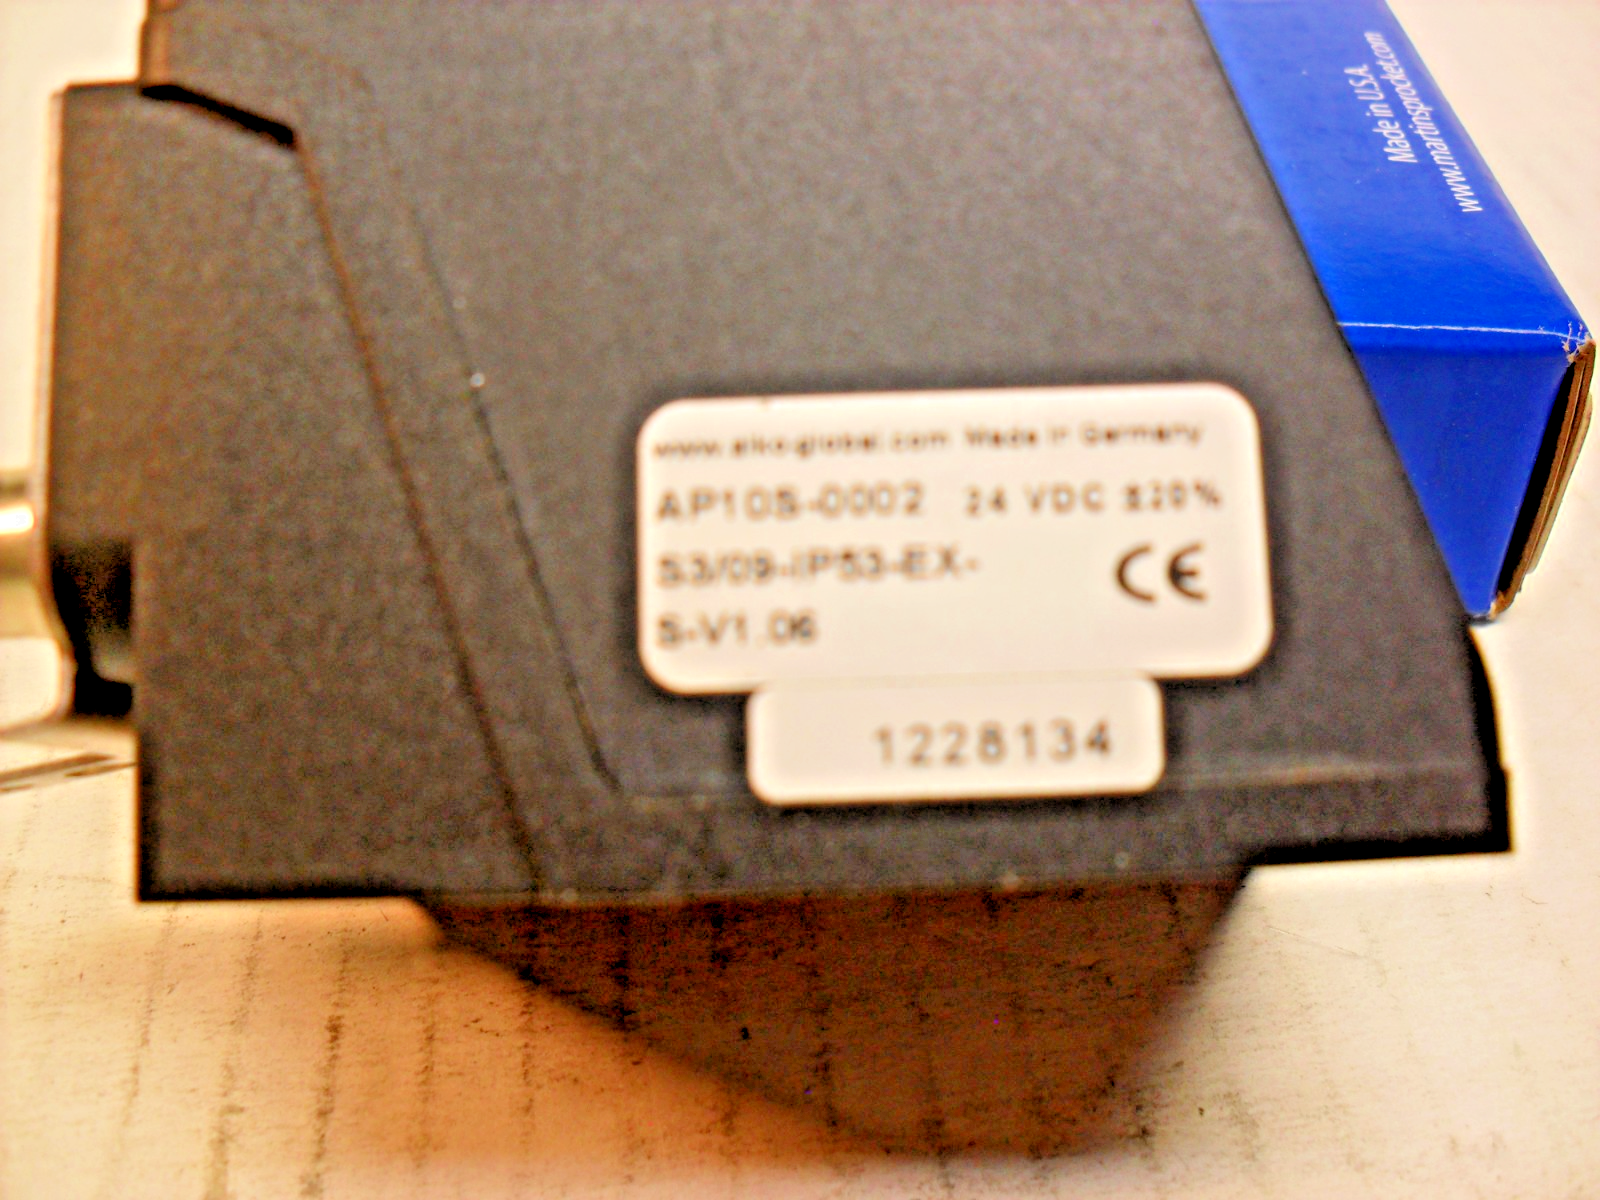 Made in U.S.A.
www.martinsprocket.com
www.siko-global.com Made in Germany
AP10S-0002 24 VDC ±20%
S3/09-IP53-EX-
S-V1.06
CE
1228134